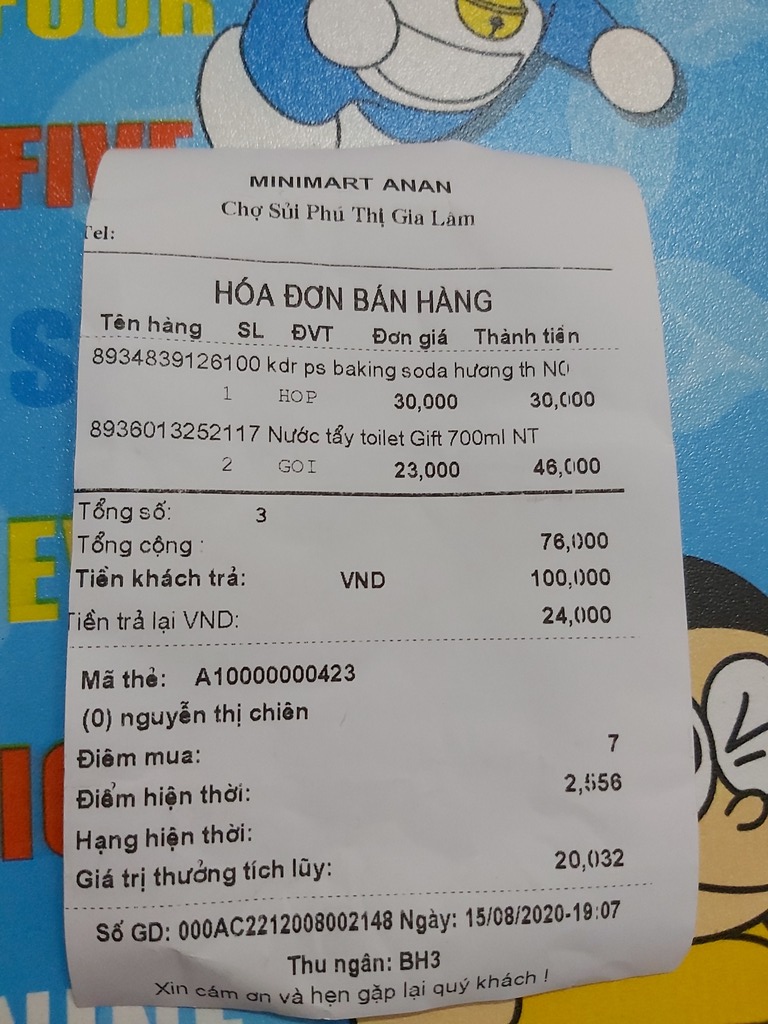 FOUR
FIVE
MINIMART ANAN
Chợ Sủi Phú Thị Gia Lâm
Tel:
HÓA ĐƠN BÁN HÀNG
Tên hàng SL ĐVT Đơn giá Thành tiền
8934839126100 kdr ps baking soda hương th NO
1 HOP 30,000 30,000
8936013252117 Nước tẩy toilet Gift 700ml NT
2 GOI 23,000 46,000
Tổng số: 3
Tổng cộng : 76,000
Tiền khách trả: VND 100,000
Tiền trả lại VND: 24,000
Mã thẻ: A10000000423
(0) nguyễn thị chiên
Điểm mua: 7
Điểm hiện thời: 2,556
Hạng hiện thời:
Giá trị thưởng tích lũy: 20,032
Số GD: 000AC2212008002148 Ngày: 15/08/2020-19:07
Thu ngân: BH3
Xin cám ơn và hẹn gặp lại quý khách !